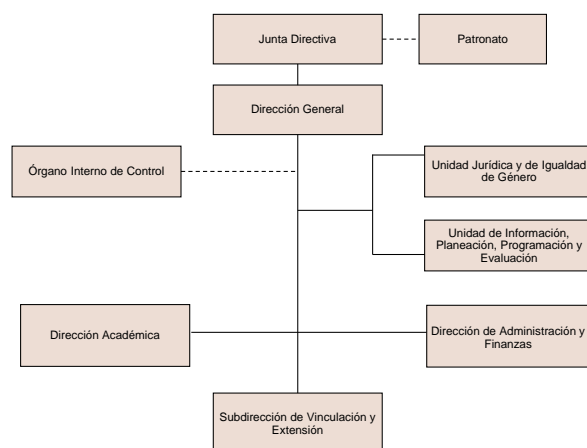 Junta Directiva
Patronato
Dirección General
Órgano Interno de Control
Unidad Jurídica y de Igualdad
de Género
Unidad de Información,
Planeación, Programación y
Evaluación
Dirección Académica
Dirección de Administración y
Finanzas
Subdirección de Vinculación y
Extensión